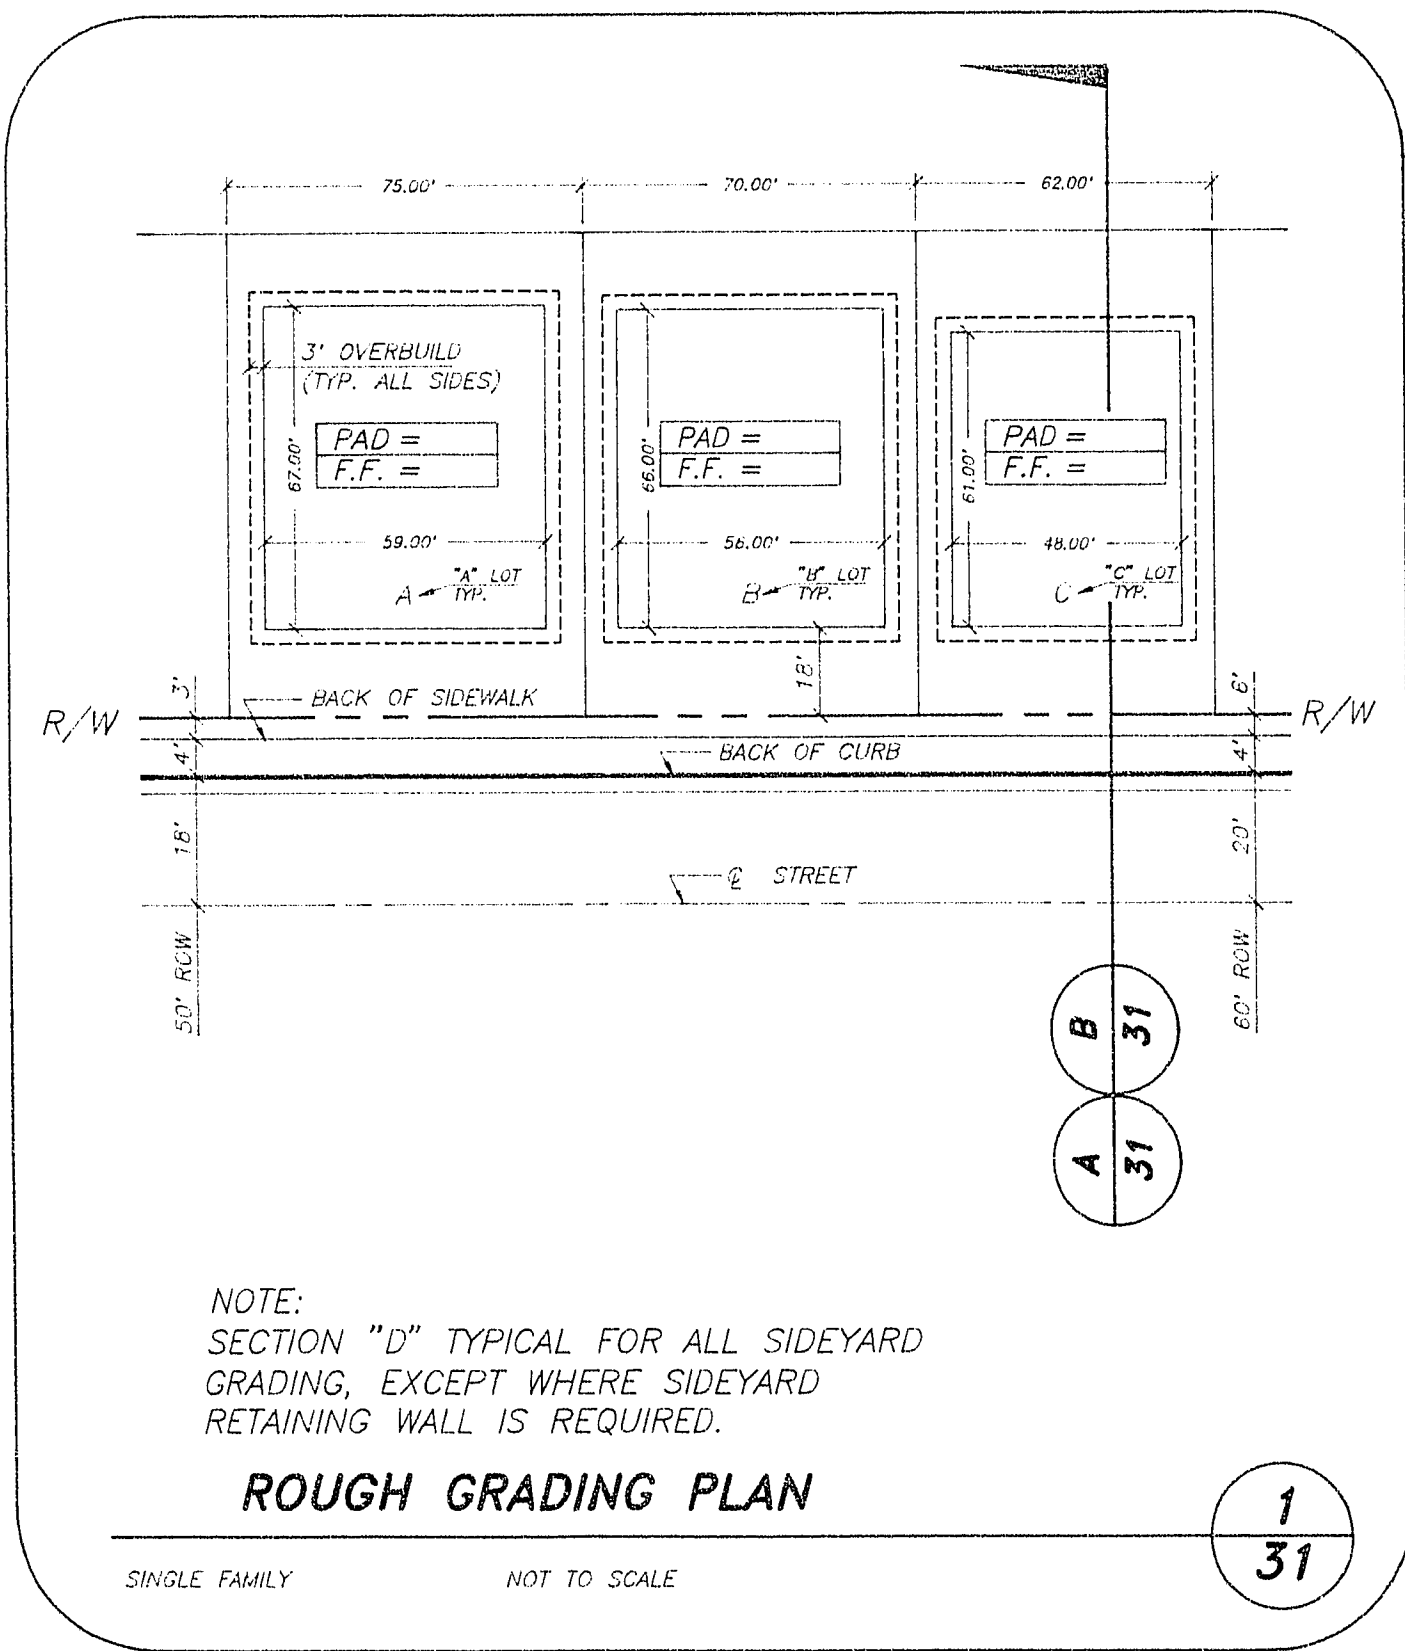 75.00'
70.00'
62.00'
3' OVERBUILD
(TYP. ALL SIDES)
67.00'
PAD =
F.F. =
59.00'
A
"A" LOT
TYP.
66.00'
PAD =
F.F. =
56.00'
B
"B" LOT
TYP.
61.00'
PAD =
F.F. =
48.00'
C
"C" LOT
TYP.
18'
3'
BACK OF SIDEWALK
6'
R/W
R/W
4'
BACK OF CURB
4'
18'
20'
℄ STREET
50' ROW
60' ROW
B
31
A
31
NOTE:
SECTION "D" TYPICAL FOR ALL SIDEYARD
GRADING, EXCEPT WHERE SIDEYARD
RETAINING WALL IS REQUIRED.
ROUGH GRADING PLAN
1
31
SINGLE FAMILY
NOT TO SCALE